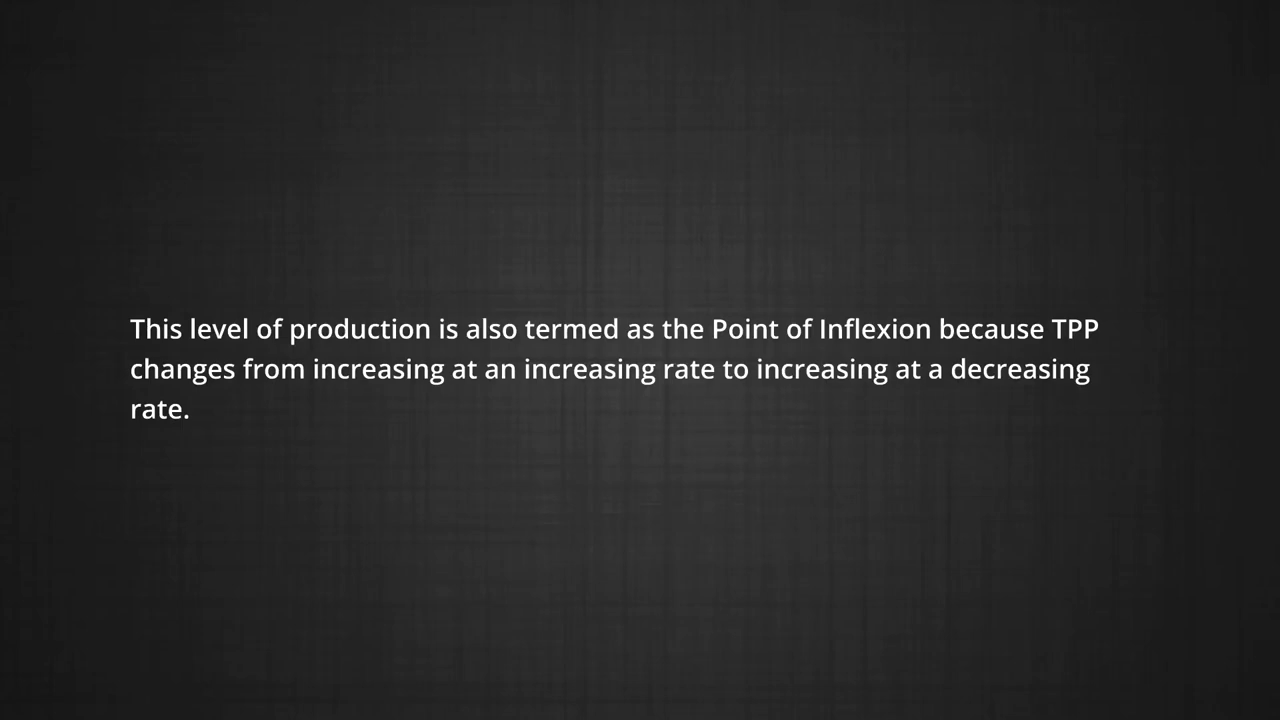 This level of production is also termed as the Point of Inflexion because TPP
changes from increasing at an increasing rate to increasing at a decreasing
rate.